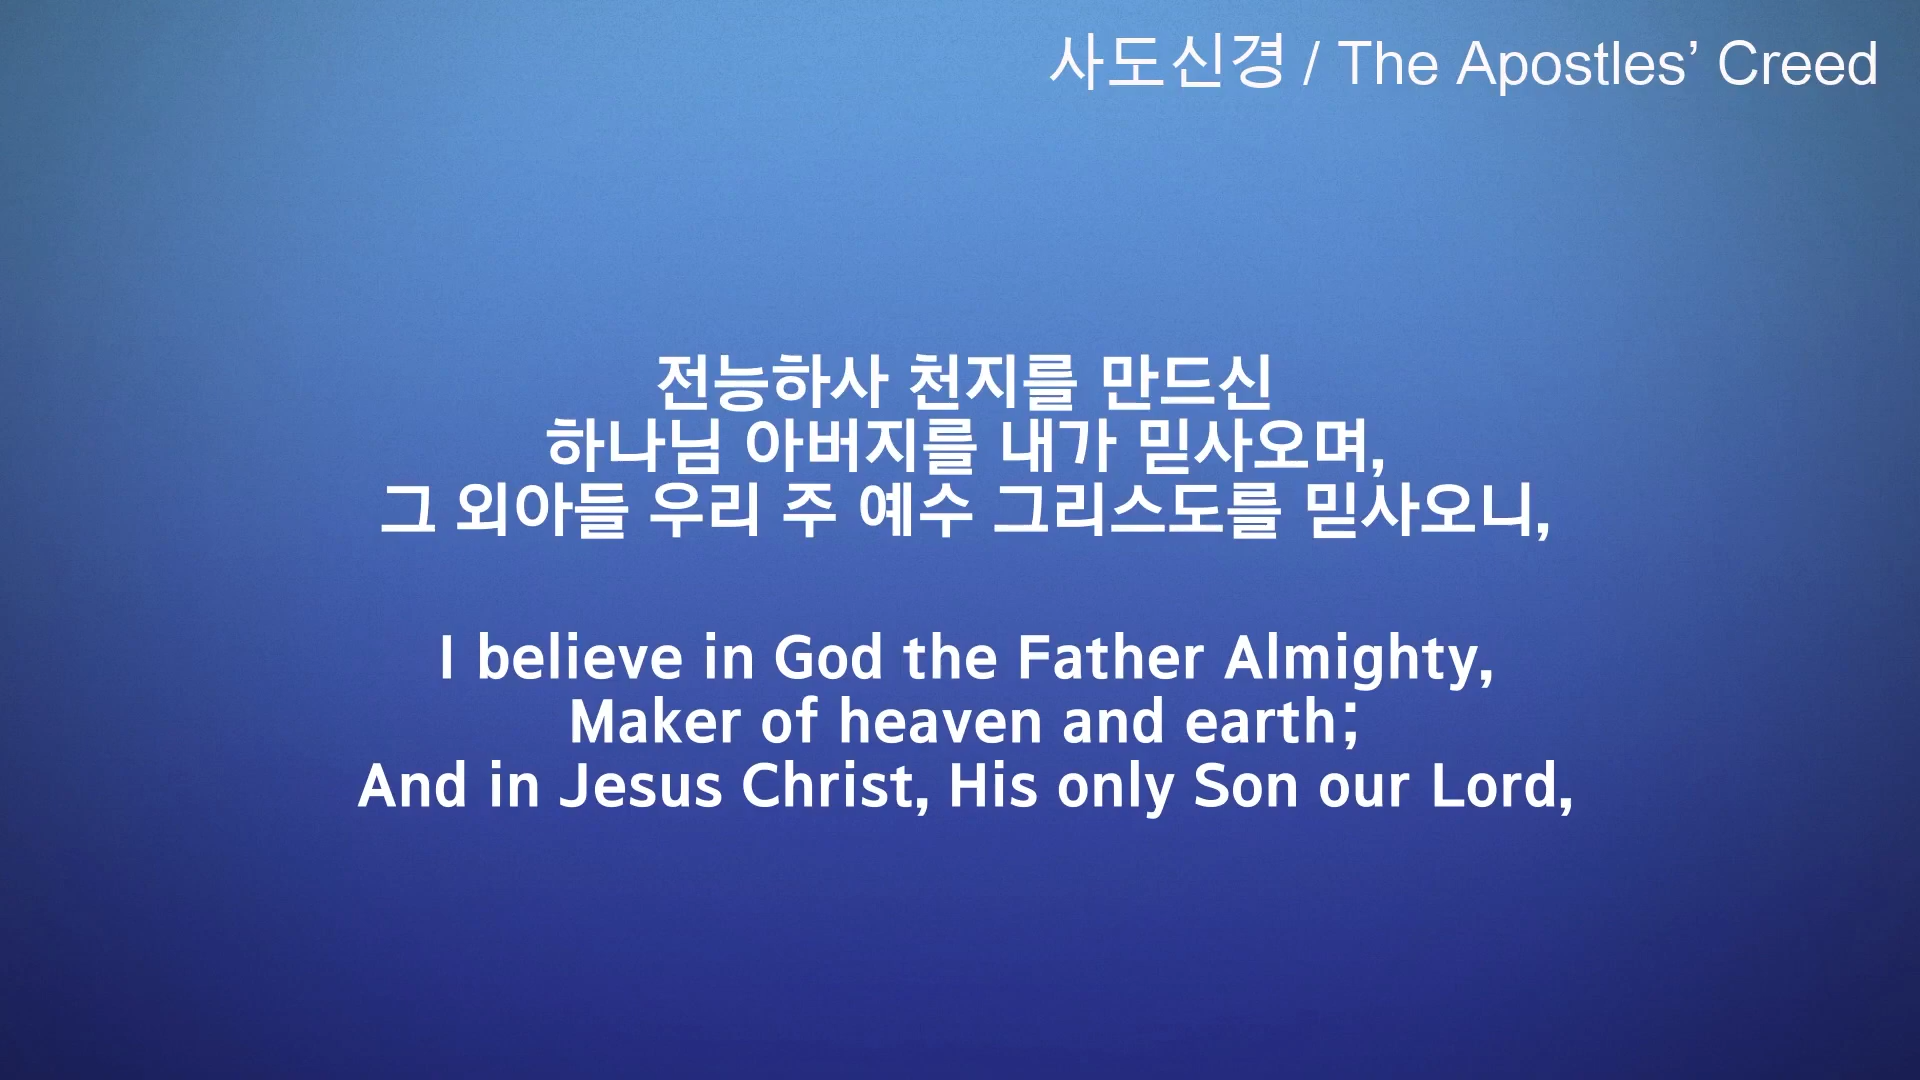 사도신경 / The Apostles’ Creed
전능하사 천지를 만드신
하나님 아버지를 내가 믿사오며,
그 외아들 우리 주 예수 그리스도를 믿사오니,
I believe in God the Father Almighty,
Maker of heaven and earth;
And in Jesus Christ, His only Son our Lord,